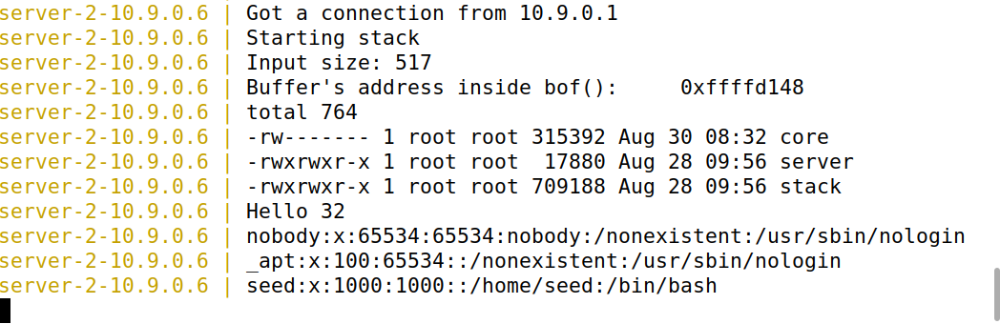 server-2-10.9.0.6 | Got a connection from 10.9.0.1
server-2-10.9.0.6 | Starting stack
server-2-10.9.0.6 | Input size: 517
server-2-10.9.0.6 | Buffer's address inside bof():     0xffffd148
server-2-10.9.0.6 | total 764
server-2-10.9.0.6 | -rw------- 1 root root 315392 Aug 30 08:32 core
server-2-10.9.0.6 | -rwxrwxr-x 1 root root  17880 Aug 28 09:56 server
server-2-10.9.0.6 | -rwxrwxr-x 1 root root 709188 Aug 28 09:56 stack
server-2-10.9.0.6 | Hello 32
server-2-10.9.0.6 | nobody:x:65534:65534:nobody:/nonexistent:/usr/sbin/nologin
server-2-10.9.0.6 | _apt:x:100:65534::/nonexistent:/usr/sbin/nologin
server-2-10.9.0.6 | seed:x:1000:1000::/home/seed:/bin/bash